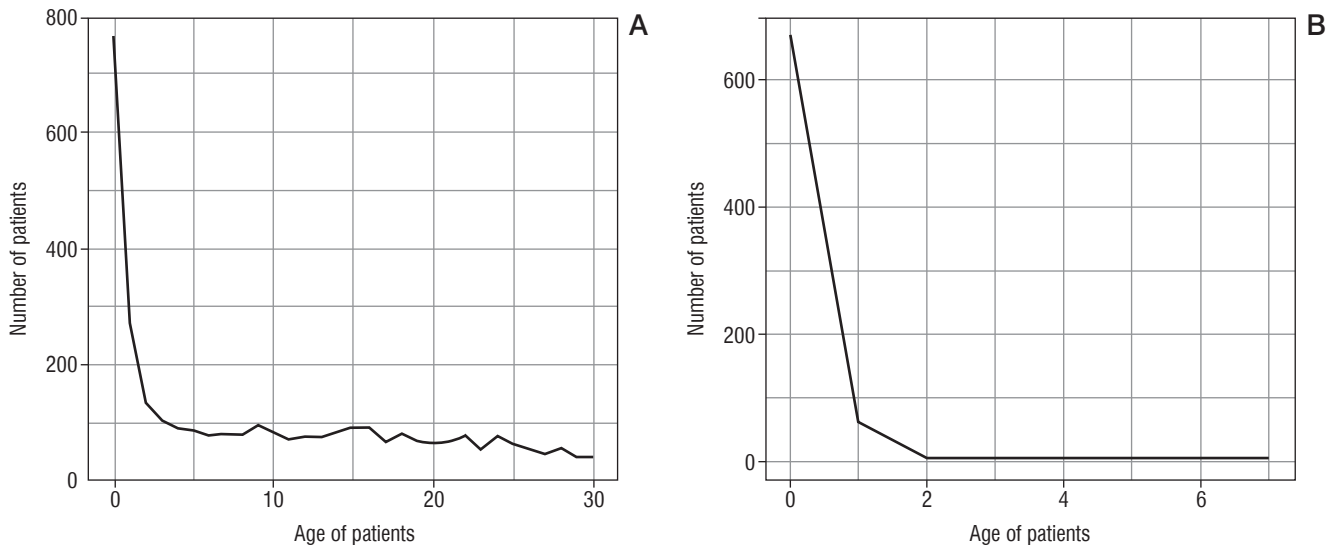 A
Number of patients
800
600
400
200
0
0 10 20 30
Age of patients
B
Number of patients
600
400
200
0
0 2 4 6
Age of patients